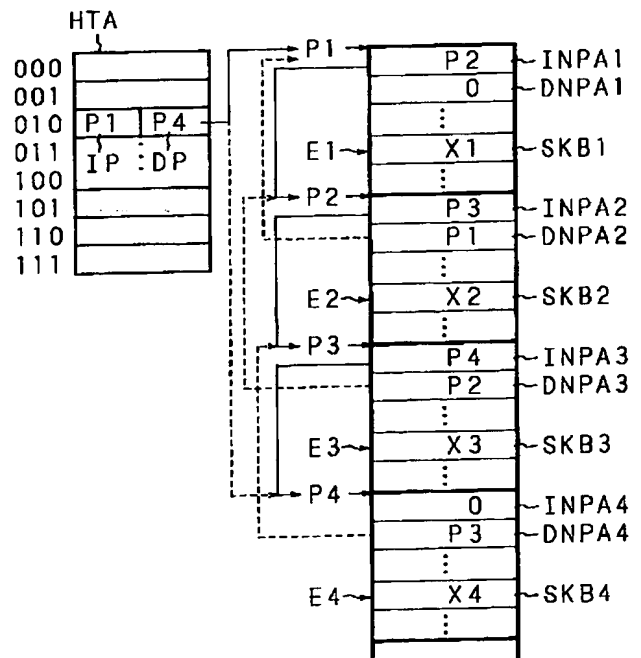 HTA
000
001
010 P1 P4
011 IP DP
100
101
110
111
P1 P2 INPA1
0 DNPA1
E1 X1 SKB1
P2 P3 INPA2
P1 DNPA2
E2 X2 SKB2
P3 P4 INPA3
P2 DNPA3
E3 X3 SKB3
P4 0 INPA4
P3 DNPA4
E4 X4 SKB4